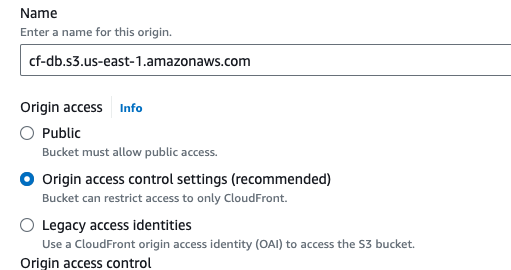 Name
Enter a name for this origin.
cf-db.s3.us-east-1.amazonaws.com
Origin access Info
Public
Bucket must allow public access.
Origin access control settings (recommended)
Bucket can restrict access to only CloudFront.
Legacy access identities
Use a CloudFront origin access identity (OAI) to access the S3 bucket.
Origin access control